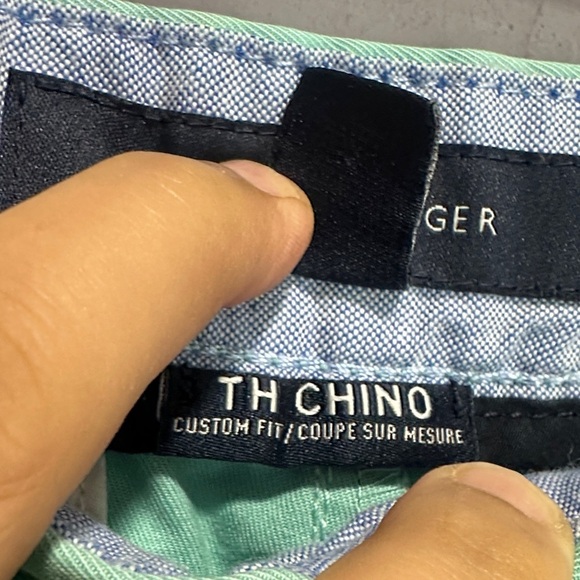 GER
TH CHINO
CUSTOM FIT/COUPE SUR MESURE